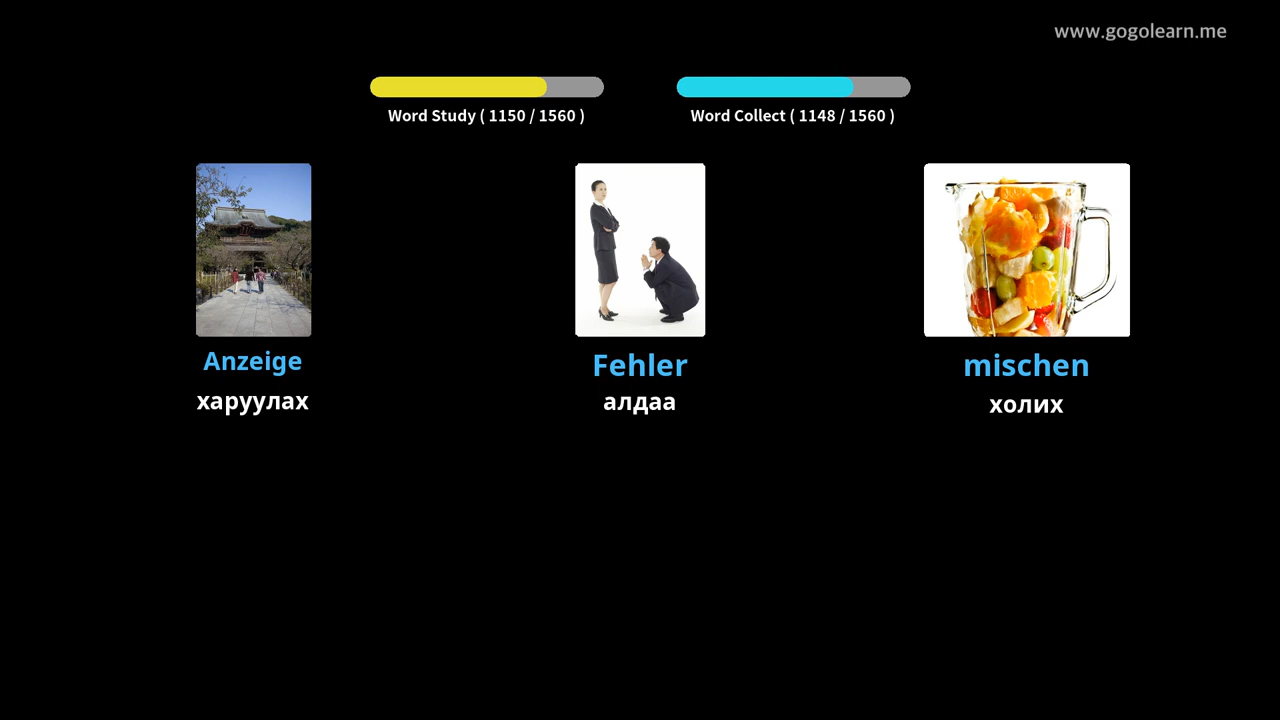 www.gogolearn.me
Word Study ( 1150 / 1560 )
Word Collect ( 1148 / 1560 )
Anzeige
харуулах
Fehler
алдаа
mischen
холих